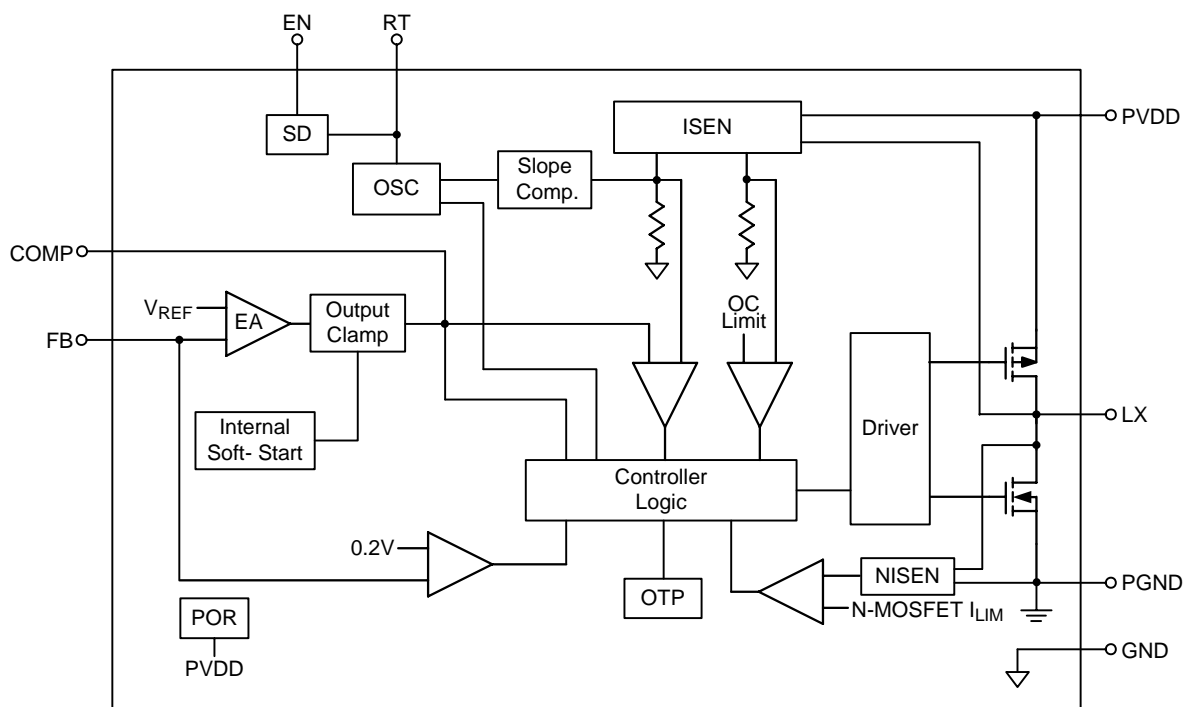 EN
RT
SD
OSC
Slope
Comp.
ISEN
PVDD
COMP
VREF
EA
Output
Clamp
FB
OC
Limit
Driver
LX
Internal
Soft- Start
Controller
Logic
0.2V
OTP
NISEN
N-MOSFET ILIM
PGND
POR
PVDD
GND